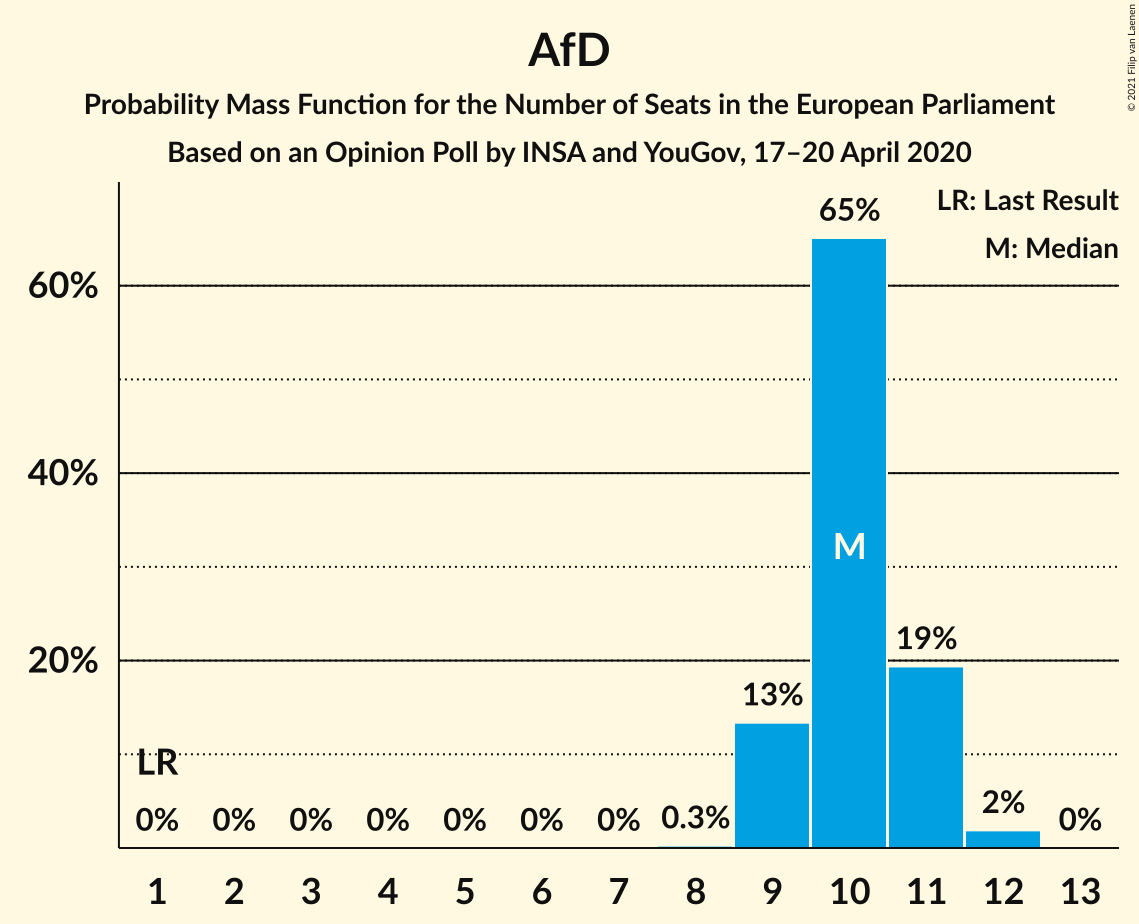 AfD
Probability Mass Function for the Number of Seats in the European Parliament
Based on an Opinion Poll by INSA and YouGov, 17–20 April 2020
© 2021 Filip van Laenen
LR: Last Result
M: Median
60%
40%
20%
65%
M
19%
13%
LR
0%
0%
0%
0%
0%
0%
0%
0.3%
2%
0%
1 2 3 4 5 6 7 8 9 10 11 12 13